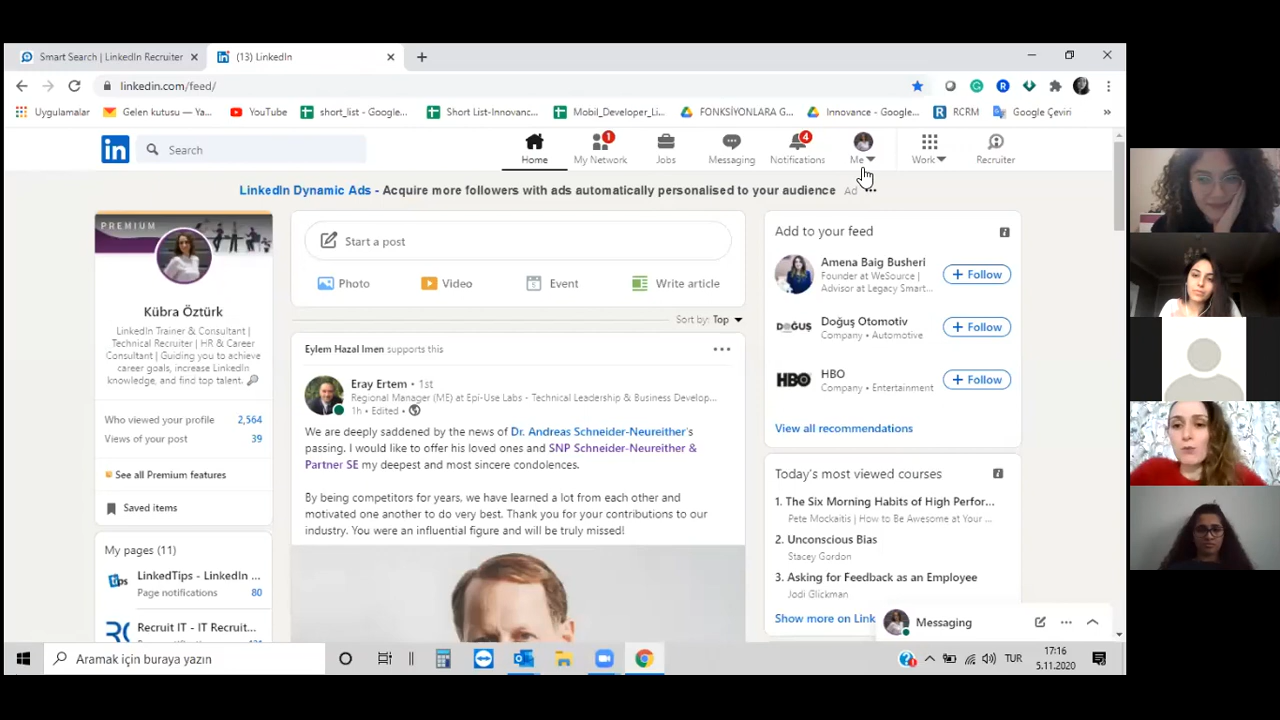 Smart Search | LinkedIn Recruiter
(13) LinkedIn
linkedin.com/feed/
Uygulamalar
Gelen kutusu — Ya...
YouTube
short_list - Google...
Short List-Innovanc...
Mobil_Developer_Li...
FONKSİYONLARA G...
Innovance - Google...
RCRM
Google Çeviri
»
in
Search
Home
1
My Network
Jobs
Messaging
4
Notifications
Me
Work
Recruiter
LinkedIn Dynamic Ads - Acquire more followers with ads automatically personalised to your audience Ad ...
PREMIUM
Kübra Öztürk
LinkedIn Trainer & Consultant |
Technical Recruiter | HR & Career
Consultant | Guiding you to achieve
career goals, increase LinkedIn
knowledge, and find top talent.
Who viewed your profile 2,564
Views of your post 39
See all Premium features
Saved items
My pages (11)
tips
LinkedTips - LinkedIn ...
Page notifications 80
Recruit IT - IT Recruit...
Start a post
Photo
Video
Event
Write article
Sort by: Top
Eylem Hazal Imen supports this
Eray Ertem • 1st
Regional Manager (ME) at Epi-Use Labs - Technical Leadership & Business Develop...
1h • Edited •
We are deeply saddened by the news of Dr. Andreas Schneider-Neureither's
passing. I would like to offer his loved ones and SNP Schneider-Neureither &
Partner SE my deepest and most sincere condolences.
By being competitors for years, we have learned a lot from each other and
motivated one another to do very best. Thank you for your contributions to our
industry. You were an influential figure and will be truly missed!
Add to your feed
Amena Baig Busheri
Founder at WeSource |
Advisor at Legacy Smart...
+ Follow
DOĞUŞ
Doğuş Otomotiv
Company • Automotive
+ Follow
HBO
HBO
Company • Entertainment
+ Follow
View all recommendations
Today's most viewed courses
1. The Six Morning Habits of High Perfor...
Pete Mockaitis | How to Be Awesome at Your ...
2. Unconscious Bias
Stacey Gordon
3. Asking for Feedback as an Employee
Jodi Glickman
Show more on Link
Messaging
Aramak için buraya yazın
TUR
17:16
5.11.2020